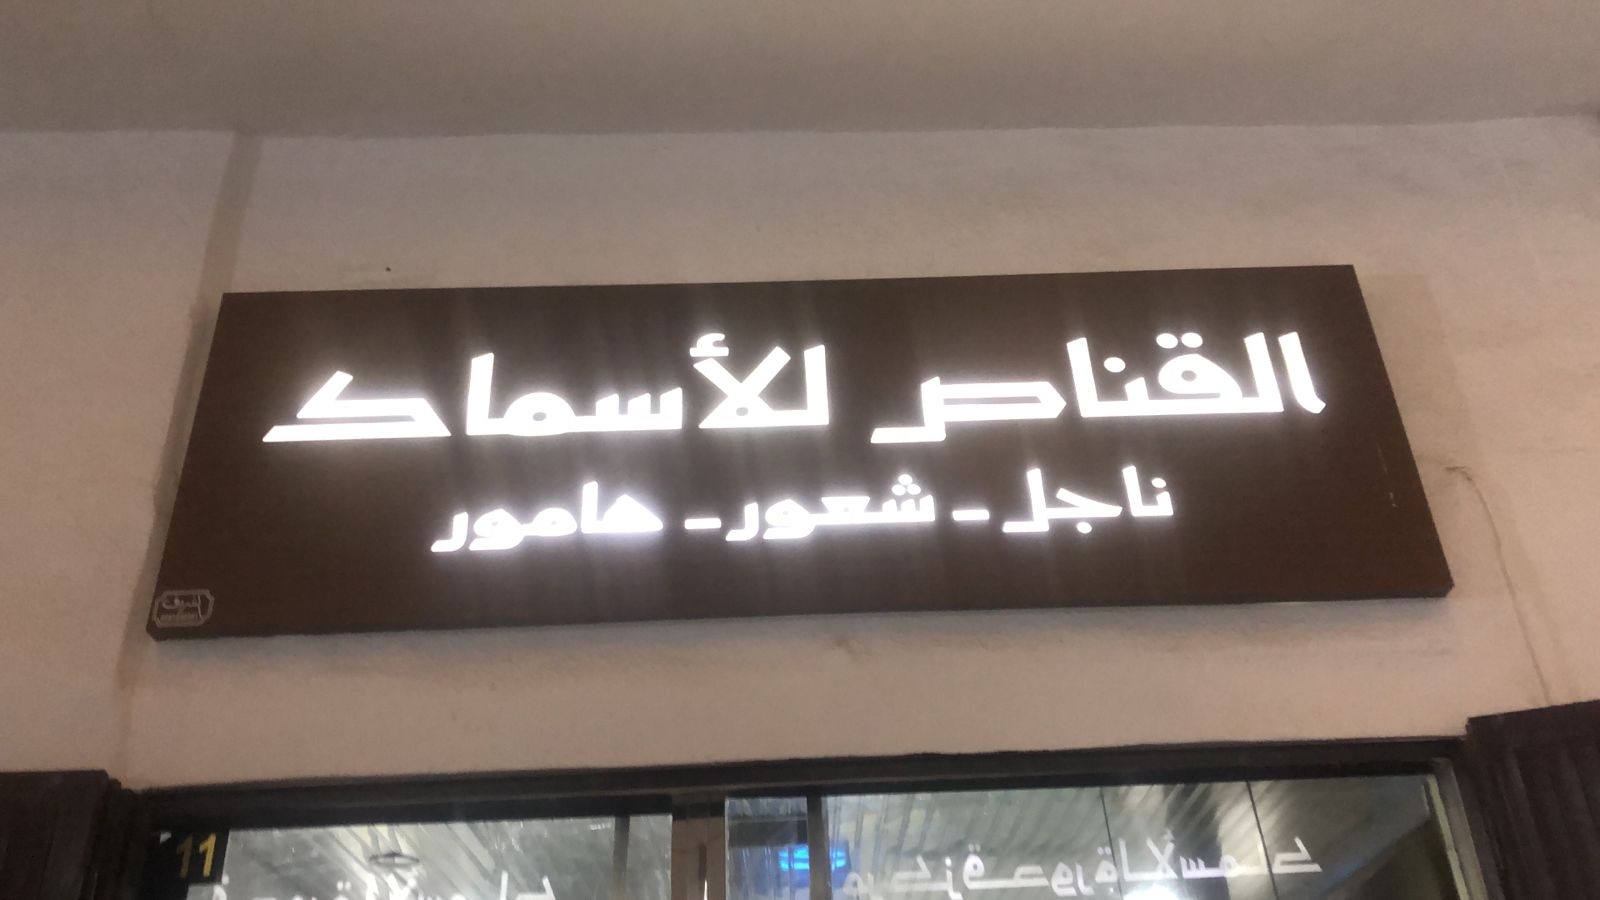 القناص للأسماك
ناجل - شعور - هامور
11